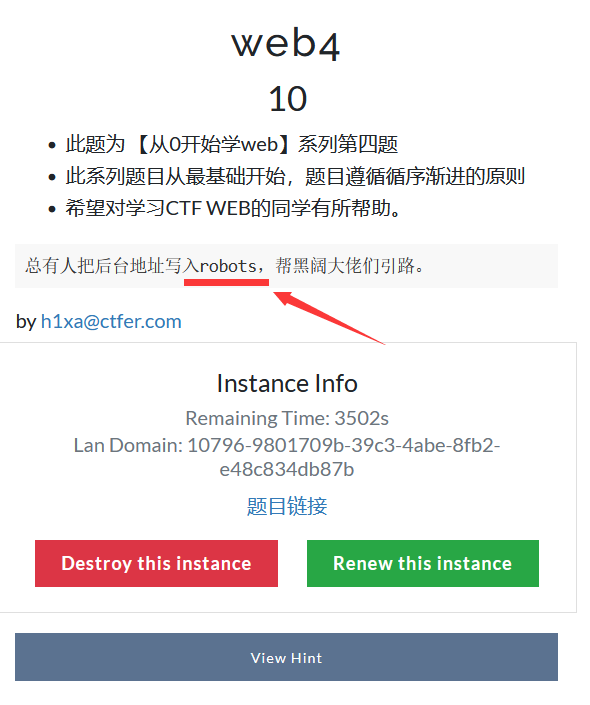 web4
10
此题为 【从0开始学web】系列第四题
此系列题目从最基础开始，题目遵循循序渐进的原则
希望对学习CTF WEB的同学有所帮助。
总有人把后台地址写入robots，帮黑阔大佬们引路。
by h1xa@ctfer.com
Instance Info
Remaining Time: 3502s
Lan Domain: 10796-9801709b-39c3-4abe-8fb2-
e48c834db87b
题目链接
Destroy this instance
Renew this instance
View Hint